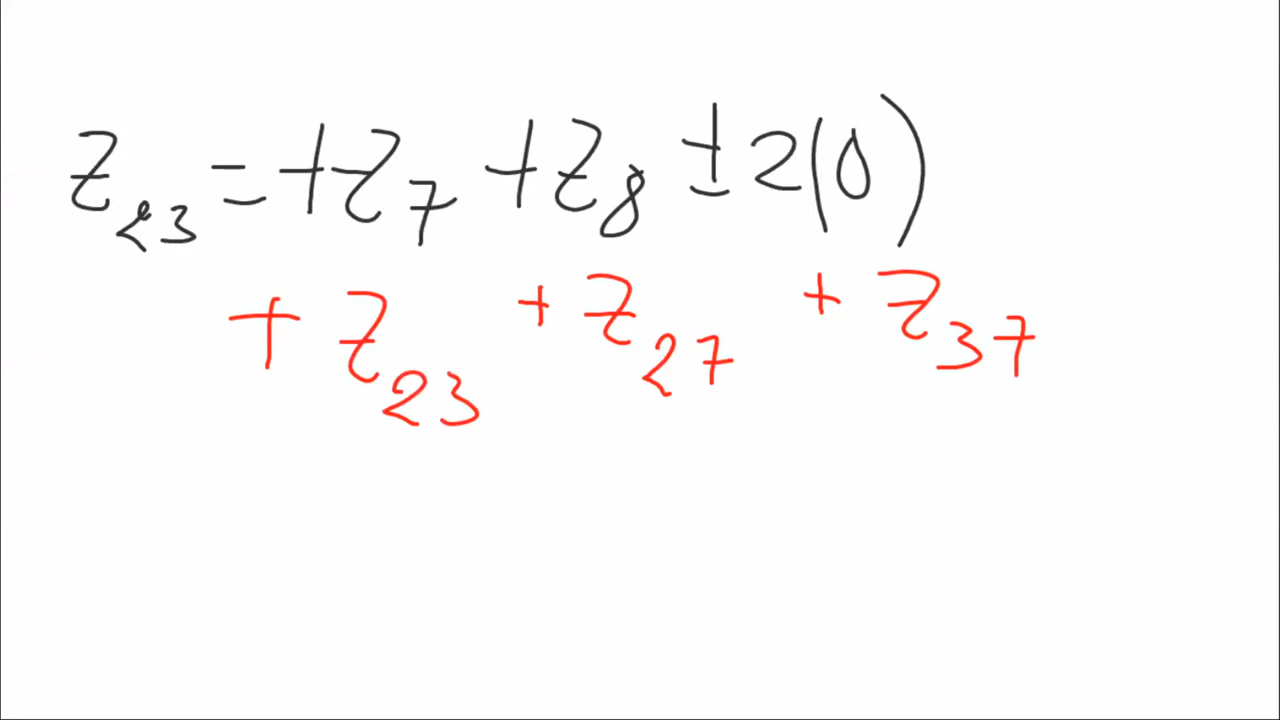 Z₂₃ = +Z₇ +Z₈ ± 2(0)
+ Z₂₃ + Z₂₇ + Z₃₇